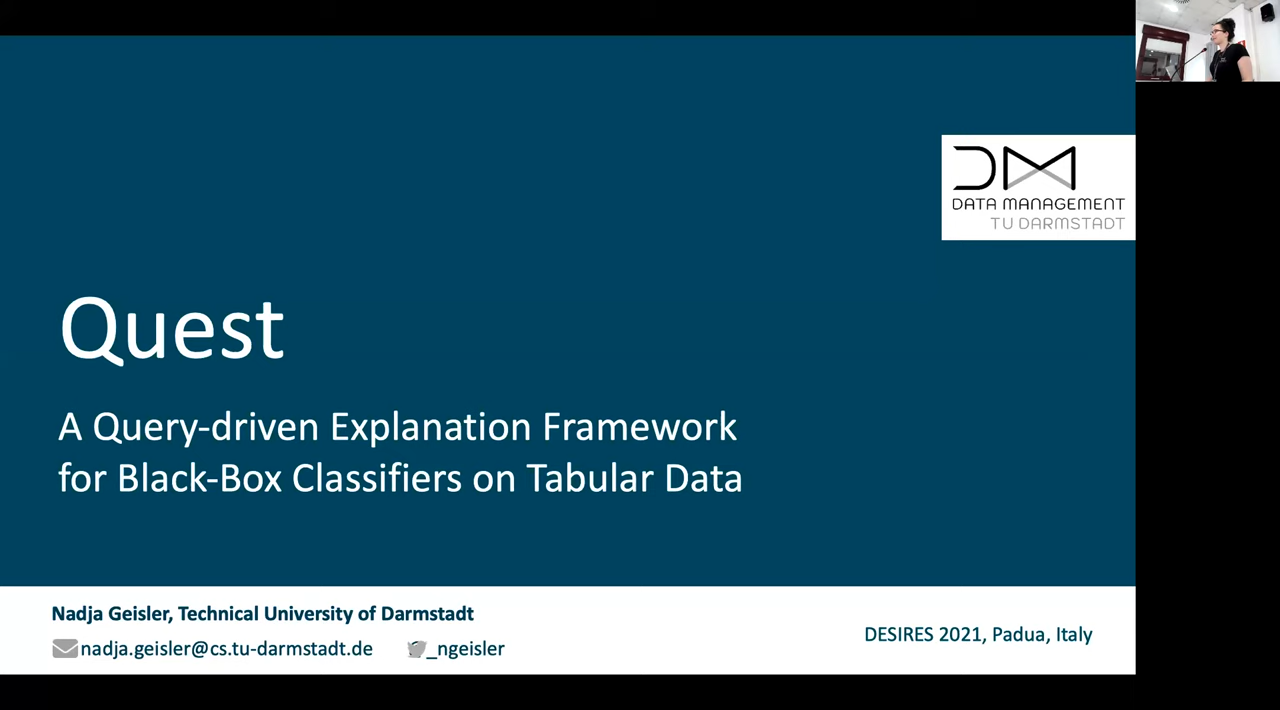 DM
DATA MANAGEMENT
TU DARMSTADT
Quest
A Query-driven Explanation Framework
for Black-Box Classifiers on Tabular Data
Nadja Geisler, Technical University of Darmstadt
nadja.geisler@cs.tu-darmstadt.de _ngeisler
DESIRES 2021, Padua, Italy